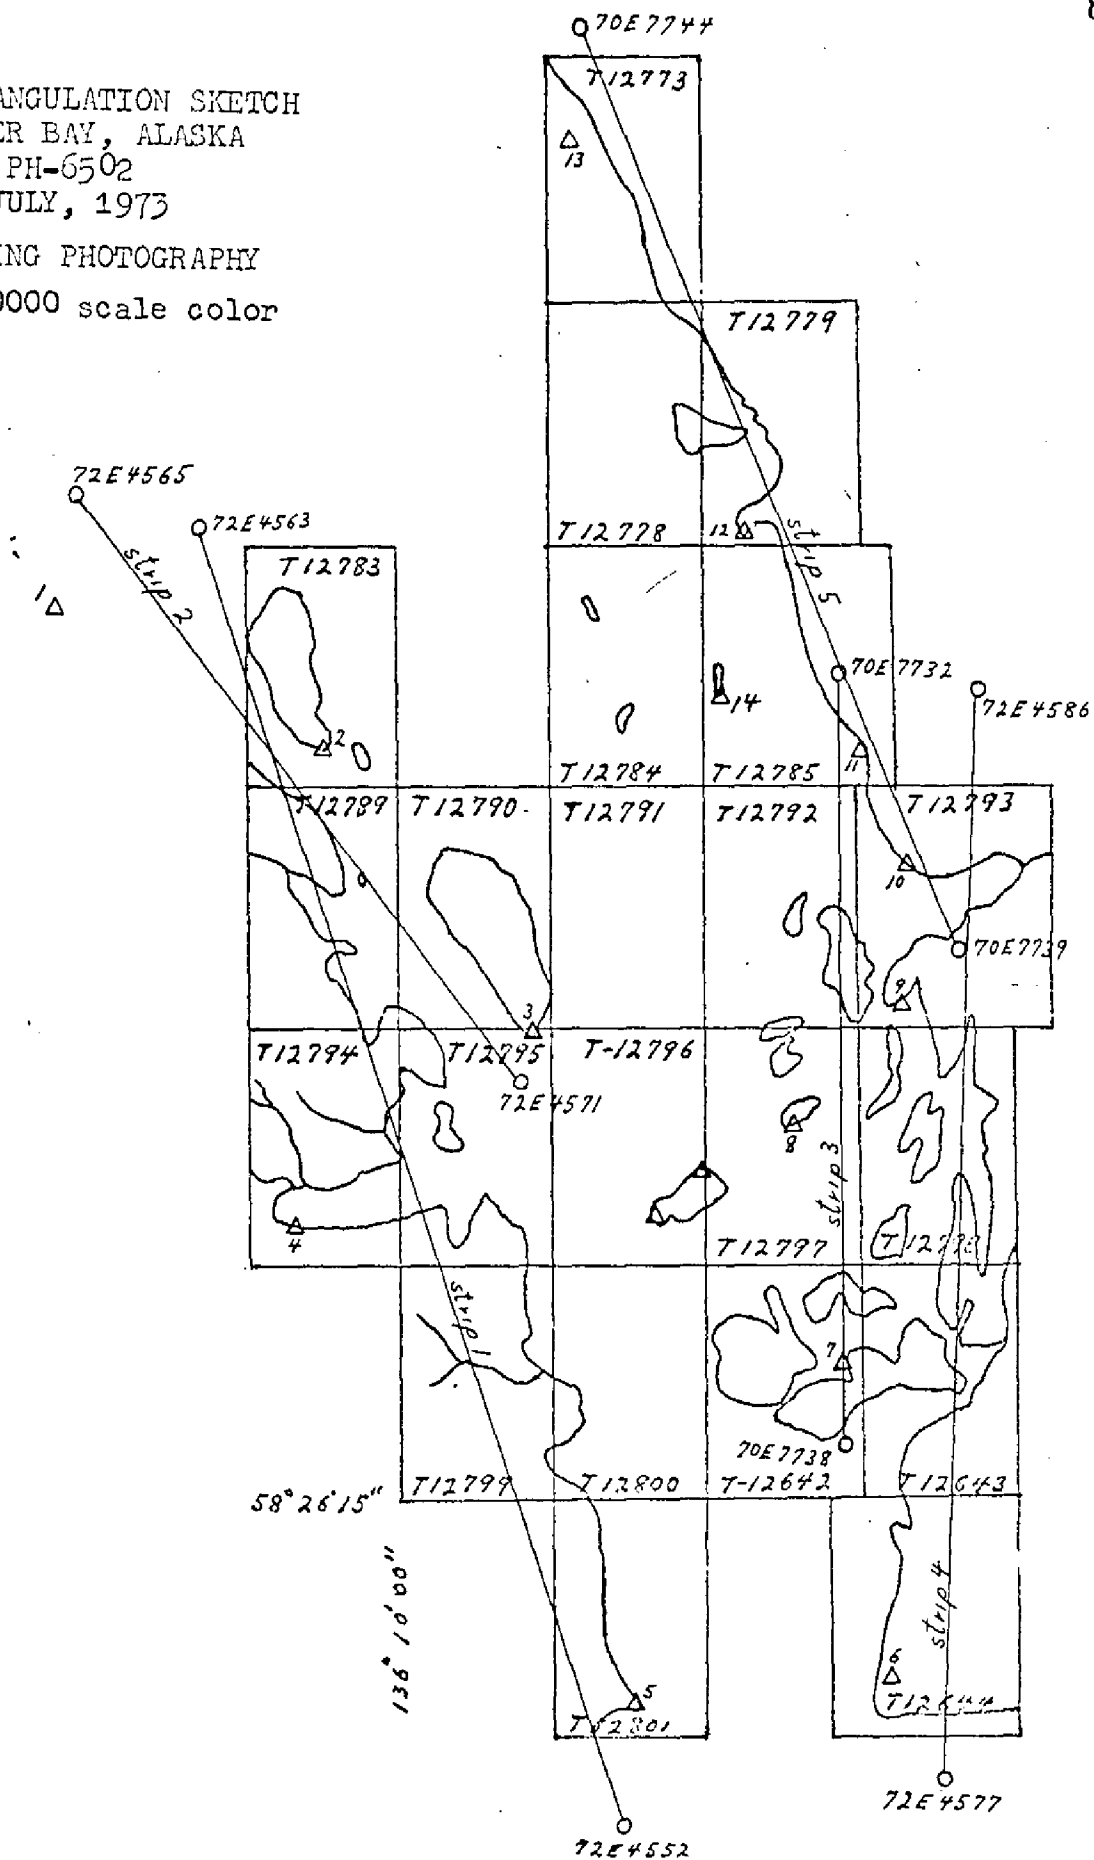 70E7744
T12773
ANGULATION SKETCH
ER BAY, ALASKA
PH-6502
JULY, 1973
ING PHOTOGRAPHY
0000 scale color
13
T12779
72E4565
72E4563
T12778
12
strip 5
strip 2
T12783
1
70E7732
72E4586
14
2
11
T12784
T12785
T12789
T12790
T12791
T12792
T12793
10
70E7739
9
3
T12794
T12795
T-12796
72E4571
8
strip 3
4
T12797
strip 1
7
70E7738
T12799
T12800
T-12642
T12643
58° 26' 15"
136° 10' 00"
strip 4
6
T12644
5
T12801
72E4577
72E4552